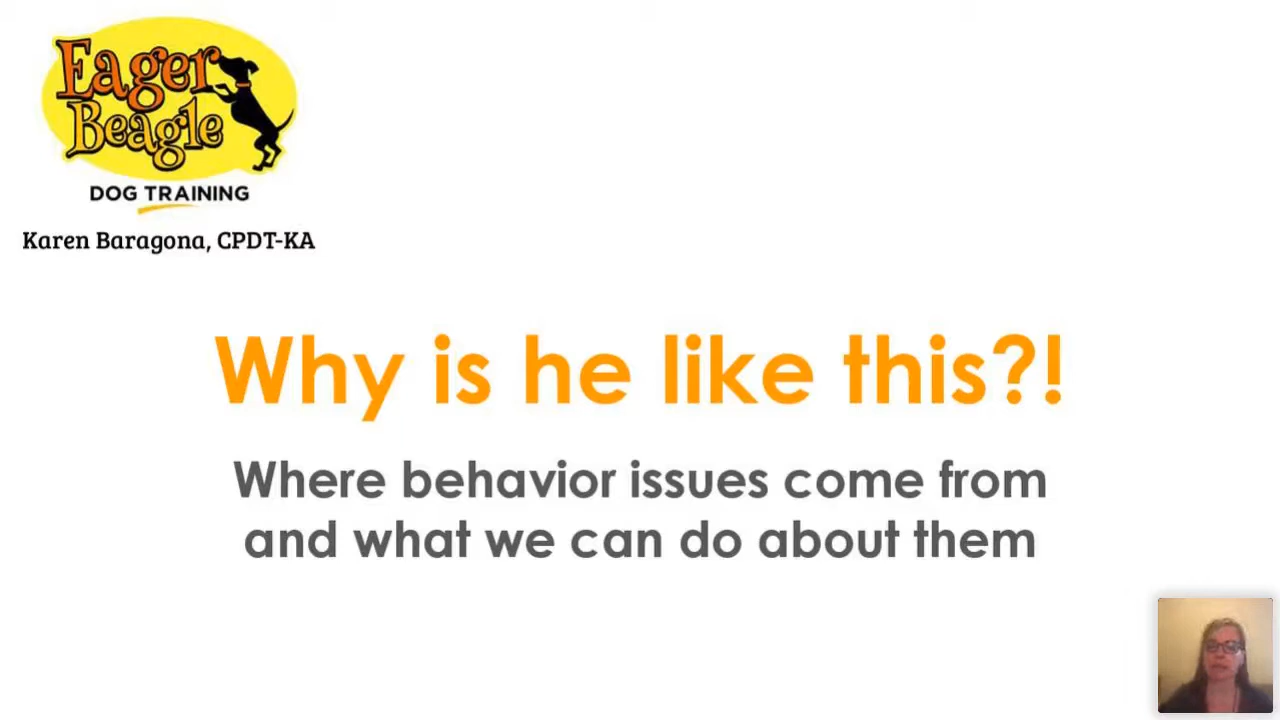 Eager
Beagle
DOG TRAINING
Karen Baragona, CPDT-KA
Why is he like this?!
Where behavior issues come from
and what we can do about them